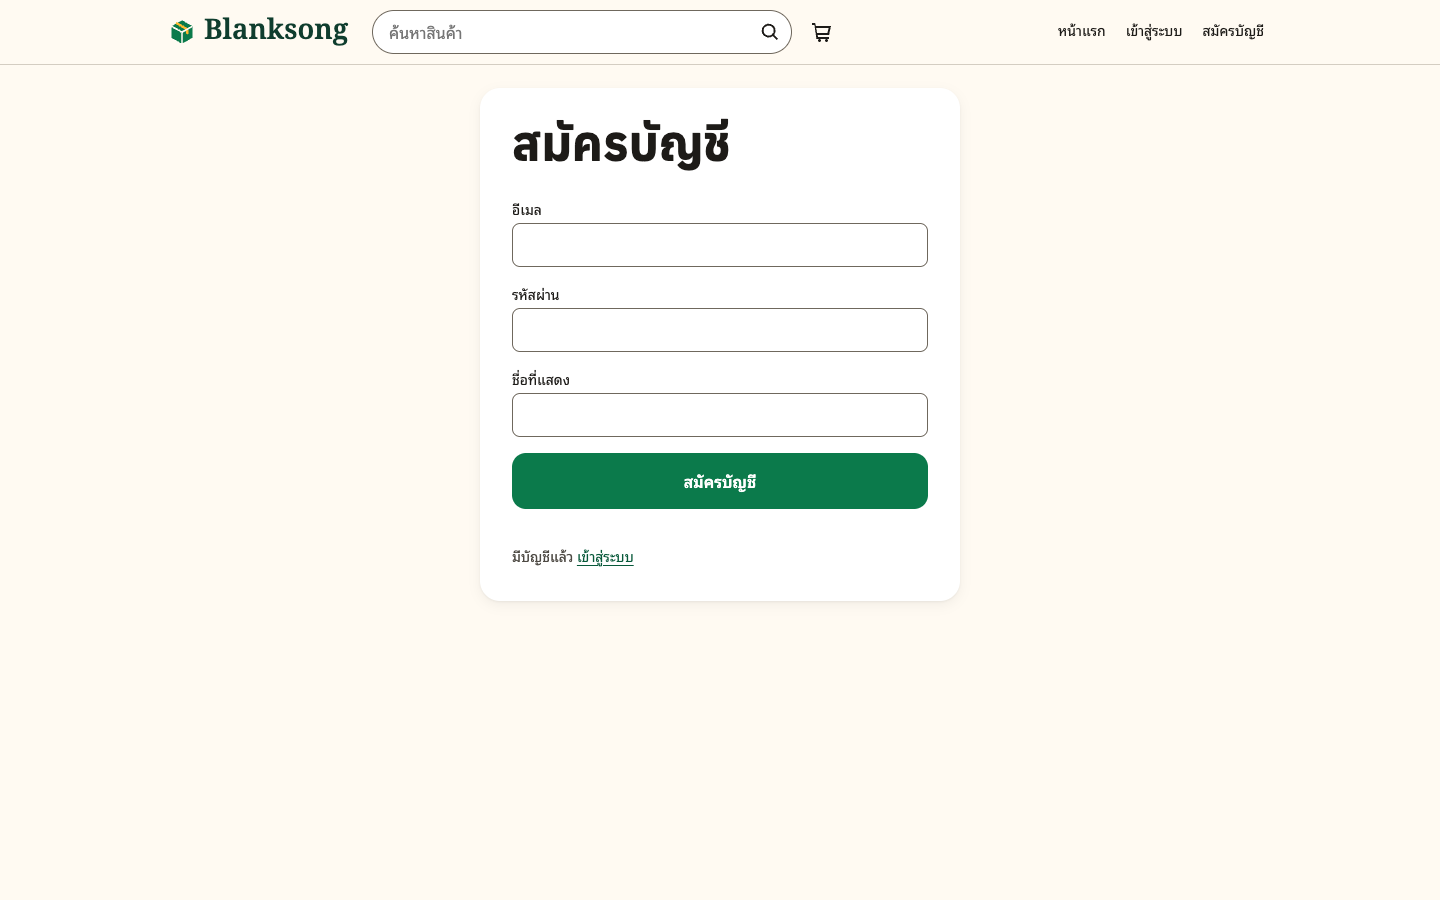 Blanksong
ค้นหาสินค้า
หน้าแรก
เข้าสู่ระบบ
สมัครบัญชี
สมัครบัญชี
อีเมล
รหัสผ่าน
ชื่อที่แสดง
สมัครบัญชี
มีบัญชีแล้ว เข้าสู่ระบบ